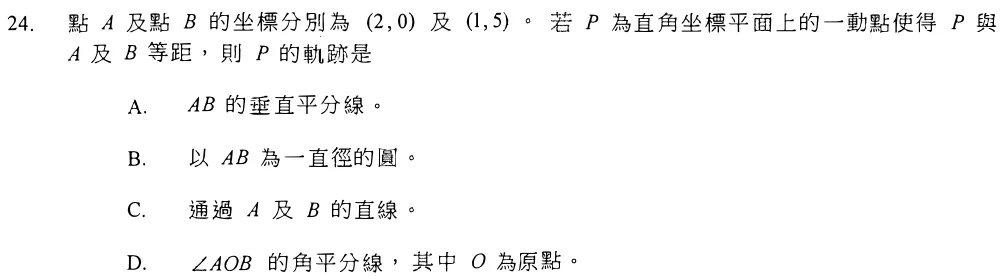 24. 點 A 及點 B 的坐標分別為 (2, 0) 及 (1, 5)。若 P 為直角坐標平面上的一動點使得 P 與
A 及 B 等距,則 P 的軌跡是
A. AB 的垂直平分線。
B. 以 AB 為一直徑的圓。
C. 通過 A 及 B 的直線。
D. ∠AOB 的角平分線,其中 O 為原點。